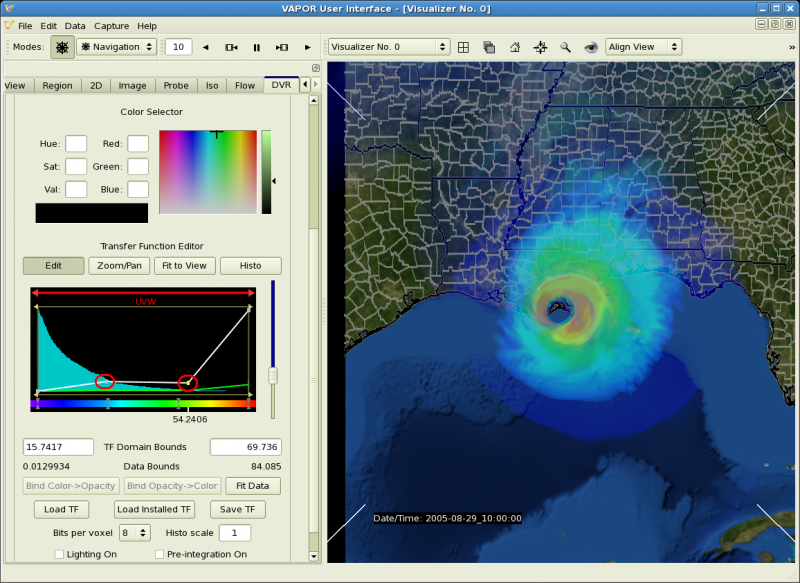 VAPOR User Interface - [Visualizer No. 0]
File Edit Data Capture Help
Modes: Navigation 10 Visualizer No. 0 Align View »
View Region 2D Image Probe Iso Flow DVR
Color Selector
Hue: Red:
Sat: Green:
Val: Blue:
Transfer Function Editor
Edit Zoom/Pan Fit to View Histo
UVW
54.2406
15.7417 TF Domain Bounds 69.736
0.0129934 Data Bounds 84.085
Bind Color->Opacity Bind Opacity->Color Fit Data
Load TF Load Installed TF Save TF
Bits per voxel 8 Histo scale 1
Lighting On Pre-integration On
Date/Time: 2005-08-29_10:00:00